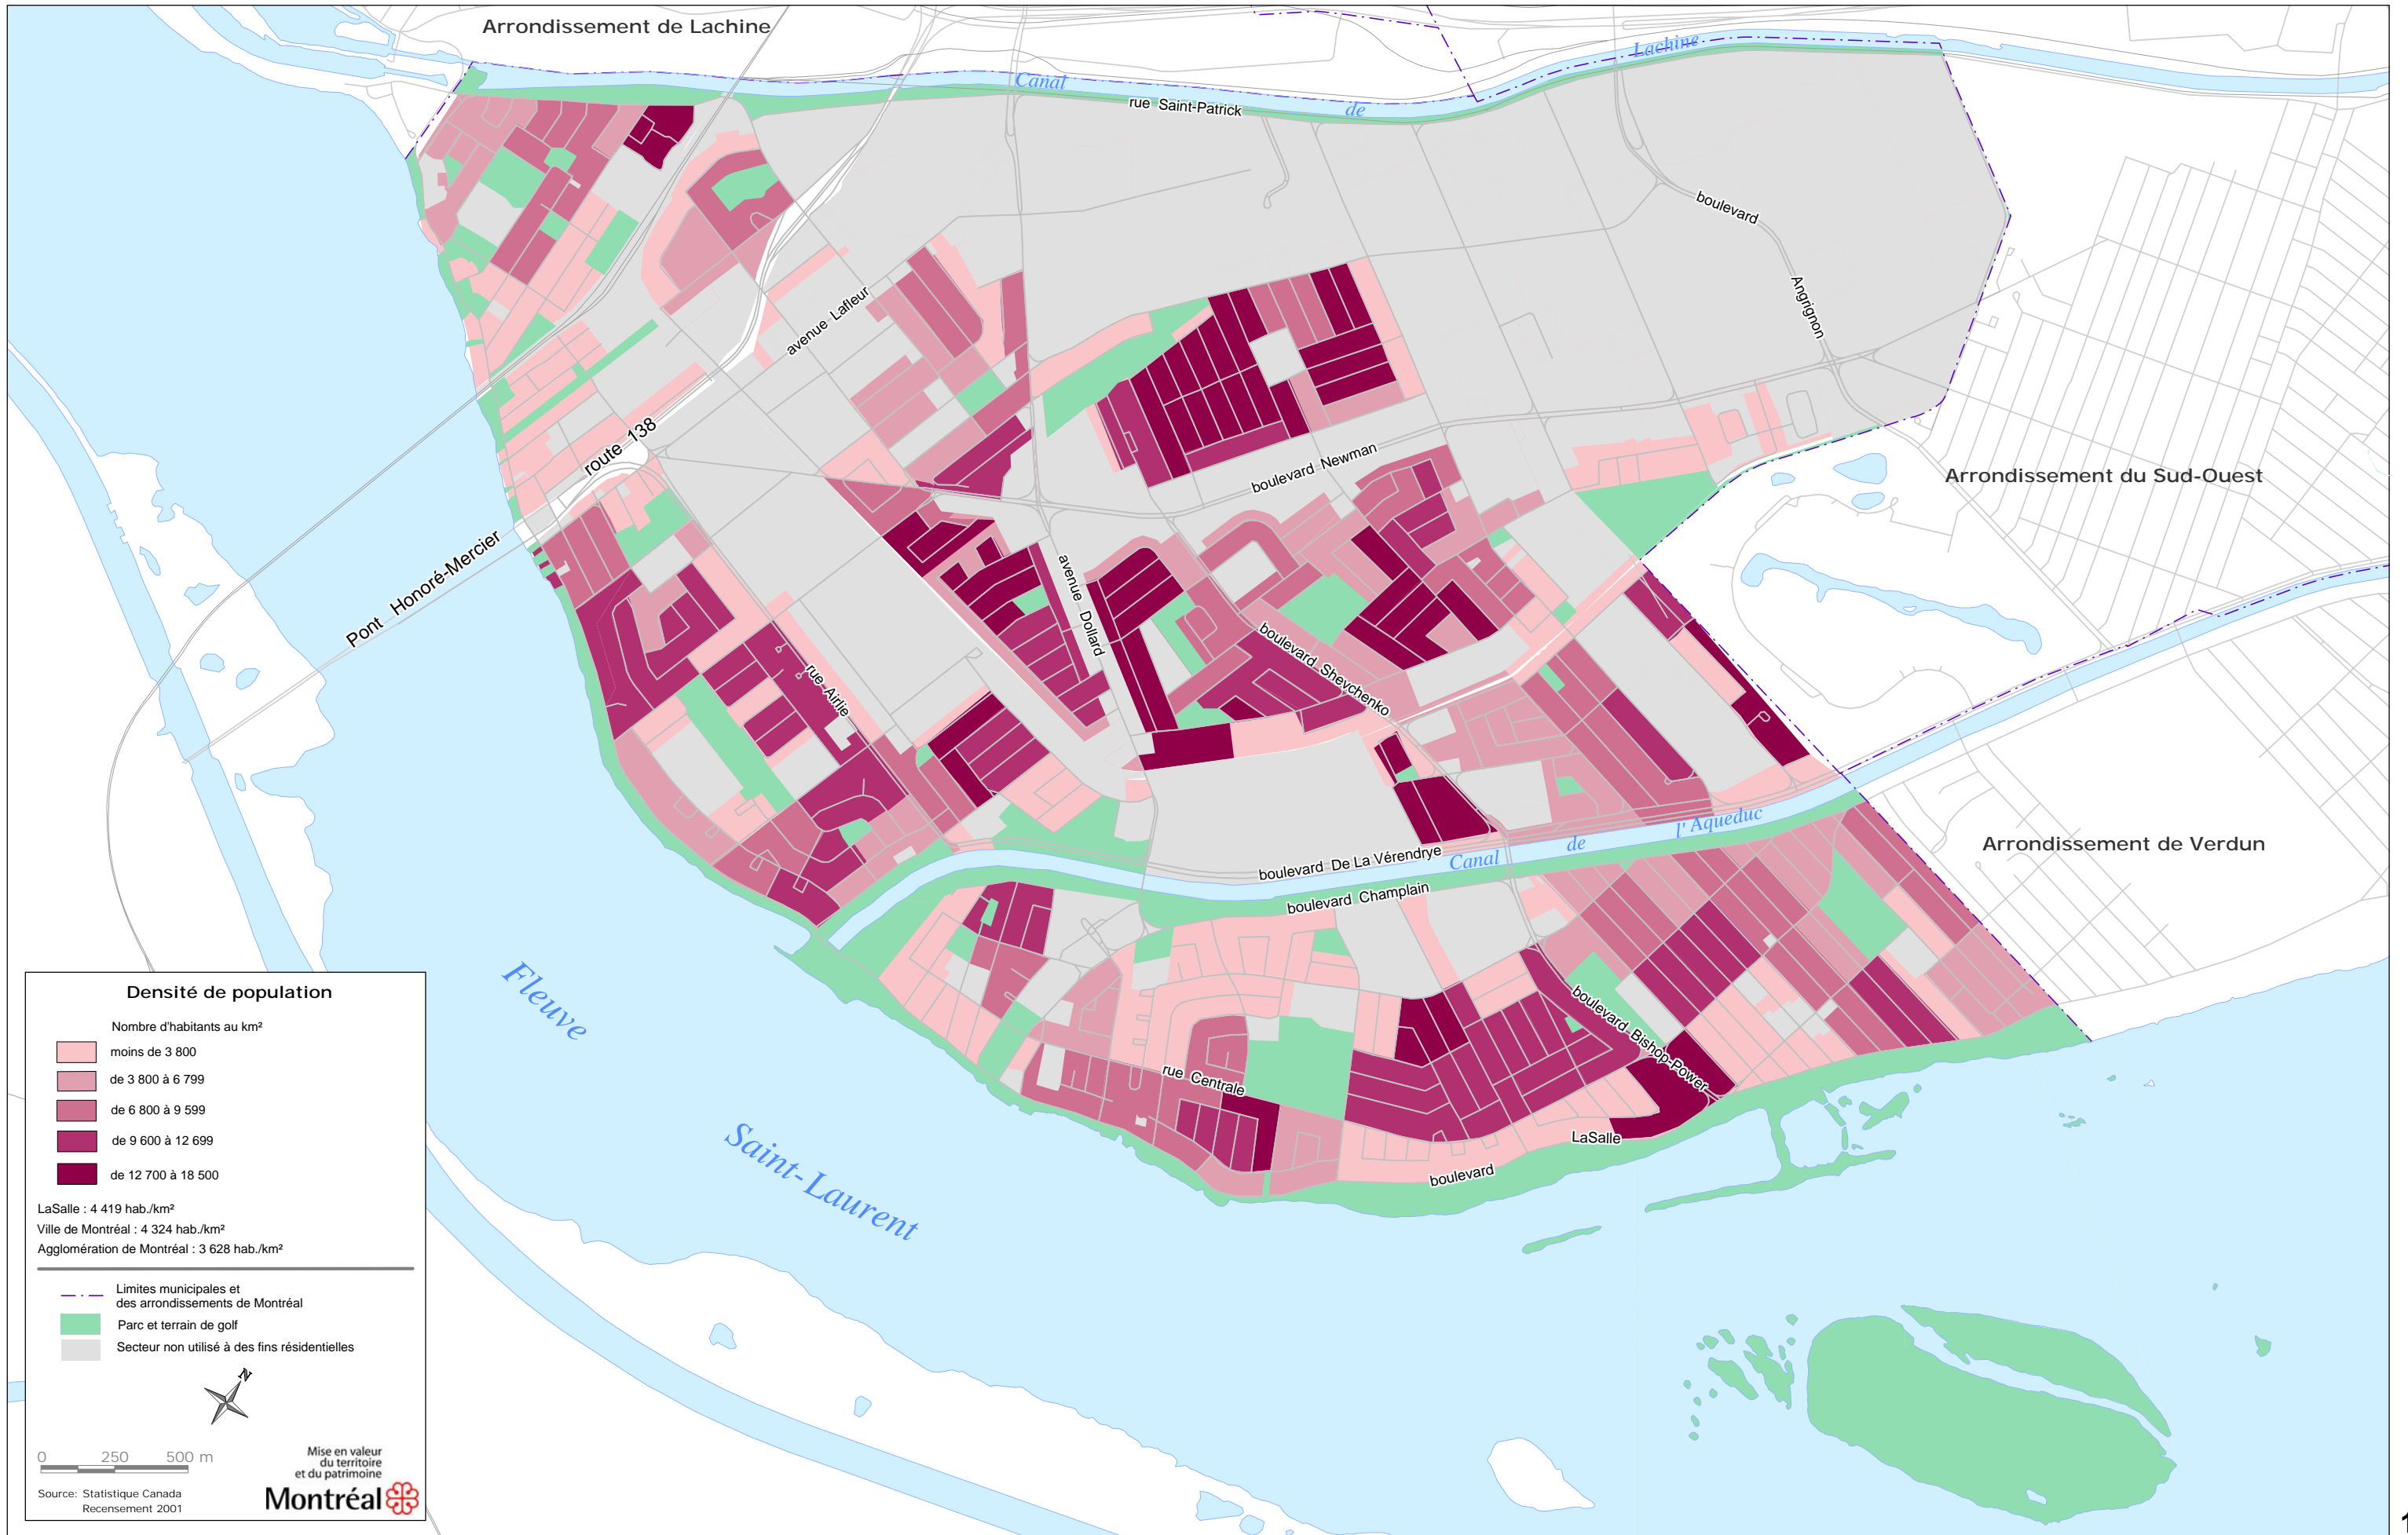 Arrondissement de Lachine
Canal
de
Lachine
rue Saint-Patrick
boulevard
Angrignon
avenue Lafleur
route 138
boulevard Newman
Arrondissement du Sud-Ouest
Pont Honoré-Mercier
avenue Dollard
boulevard Shevchenko
rue Airlie
Arrondissement de Verdun
boulevard De La Vérendrye
Canal
de
l'Aqueduc
boulevard Champlain
Fleuve
Saint-Laurent
boulevard Bishop-Power
rue Centrale
boulevard
LaSalle
Densité de population
Nombre d'habitants au km²
moins de 3 800
de 3 800 à 6 799
de 6 800 à 9 599
de 9 600 à 12 699
de 12 700 à 18 500
LaSalle : 4 419 hab./km²
Ville de Montréal : 4 324 hab./km²
Agglomération de Montréal : 3 628 hab./km²
Limites municipales et
des arrondissements de Montréal
Parc et terrain de golf
Secteur non utilisé à des fins résidentielles
N
0 250 500 m
Source: Statistique Canada
Recensement 2001
Mise en valeur
du territoire
et du patrimoine
Montréal